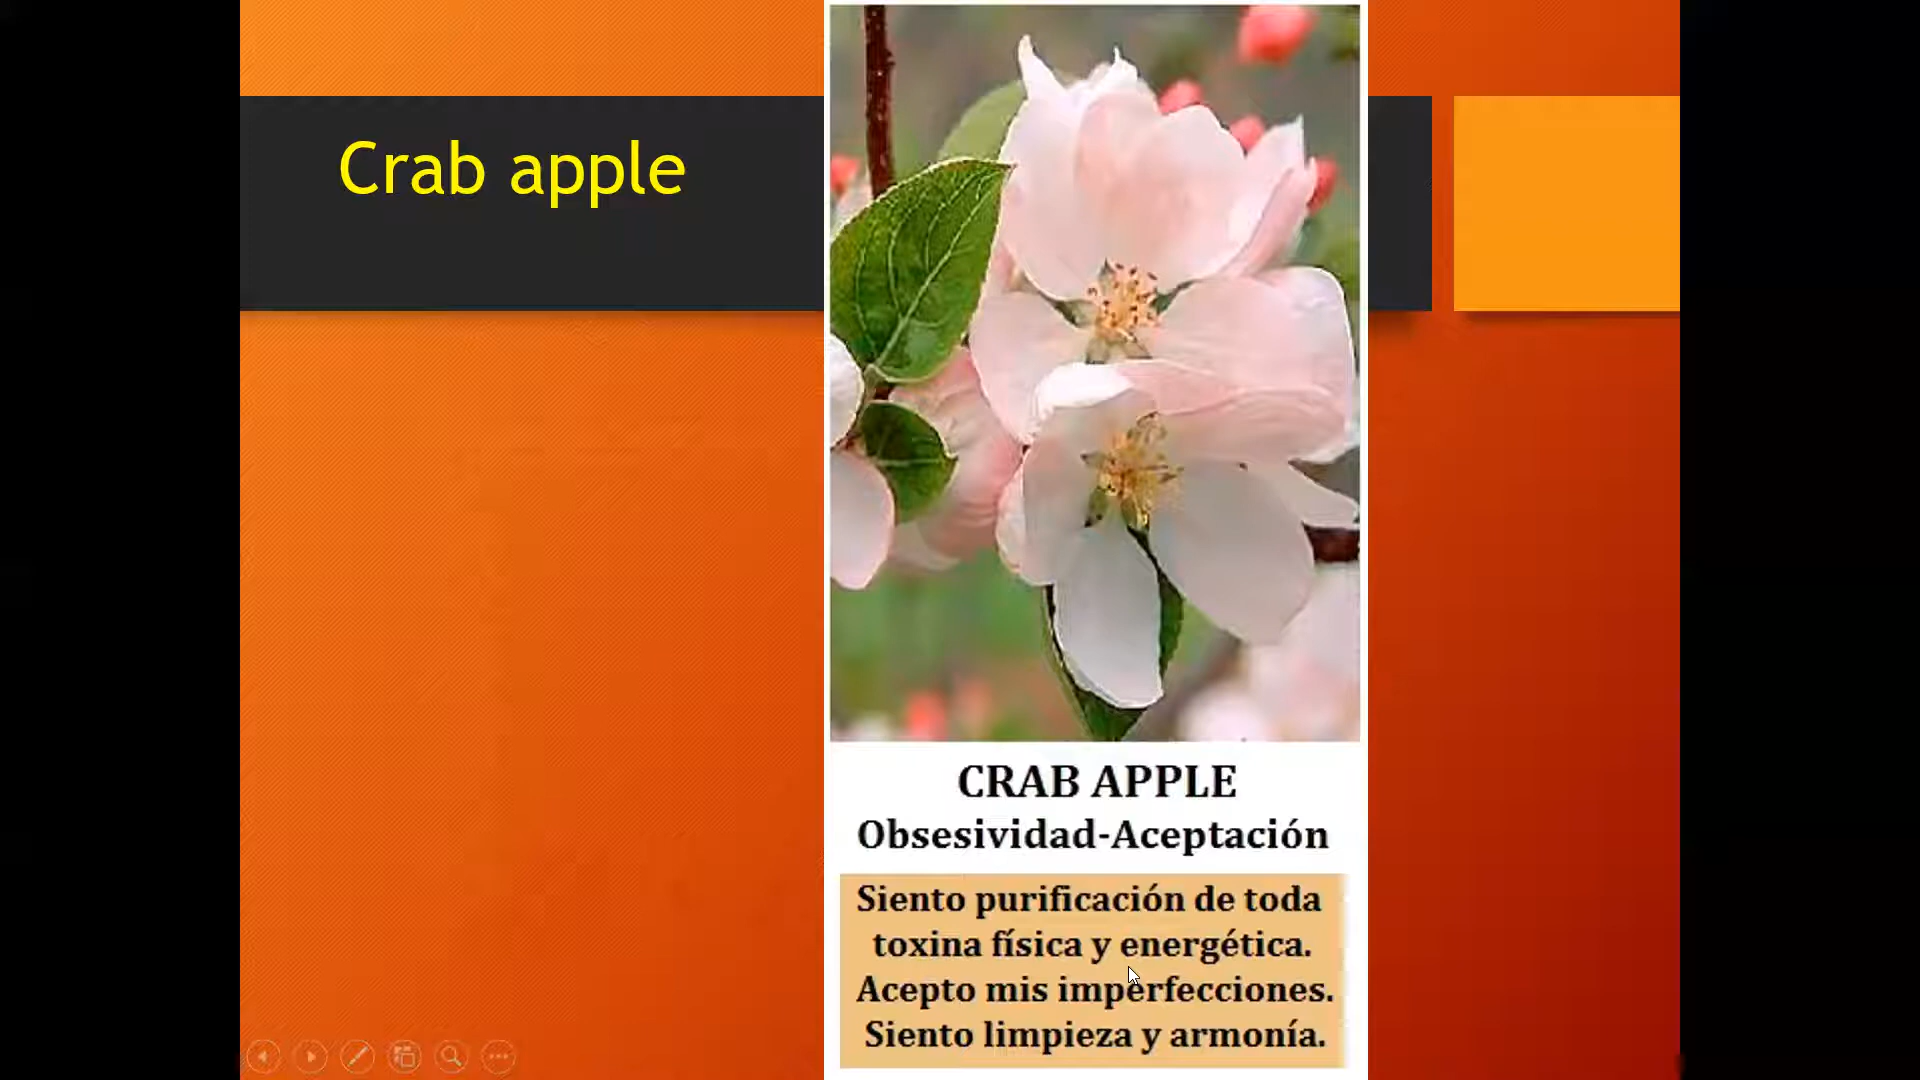 Crab apple
CRAB APPLE
Obsesividad-Aceptación
Siento purificación de toda
toxina física y energética.
Acepto mis imperfecciones.
Siento limpieza y armonía.